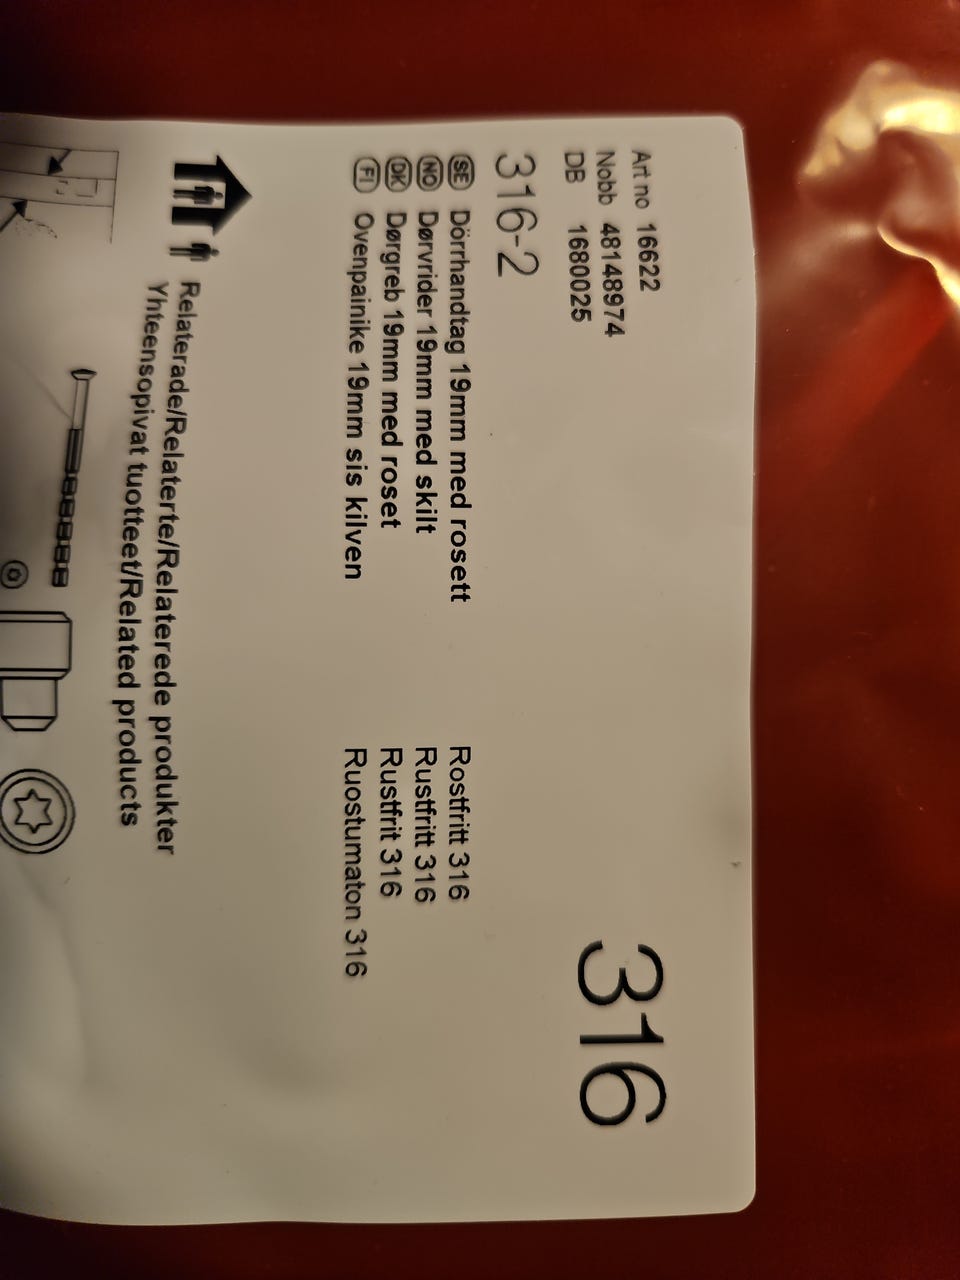 Art no 16622
Nobb 48148974
DB 1680025
316
316-2
SE Dörrhandtag 19mm med rosett Rostfritt 316
NO Dørvrider 19mm med skilt Rustfritt 316
DK Dørgreb 19mm med roset Rustfrit 316
FI Ovenpainike 19mm sis kilven Ruostumaton 316
Relaterade/Relaterte/Relaterede produkter
Yhteensopivat tuotteet/Related products